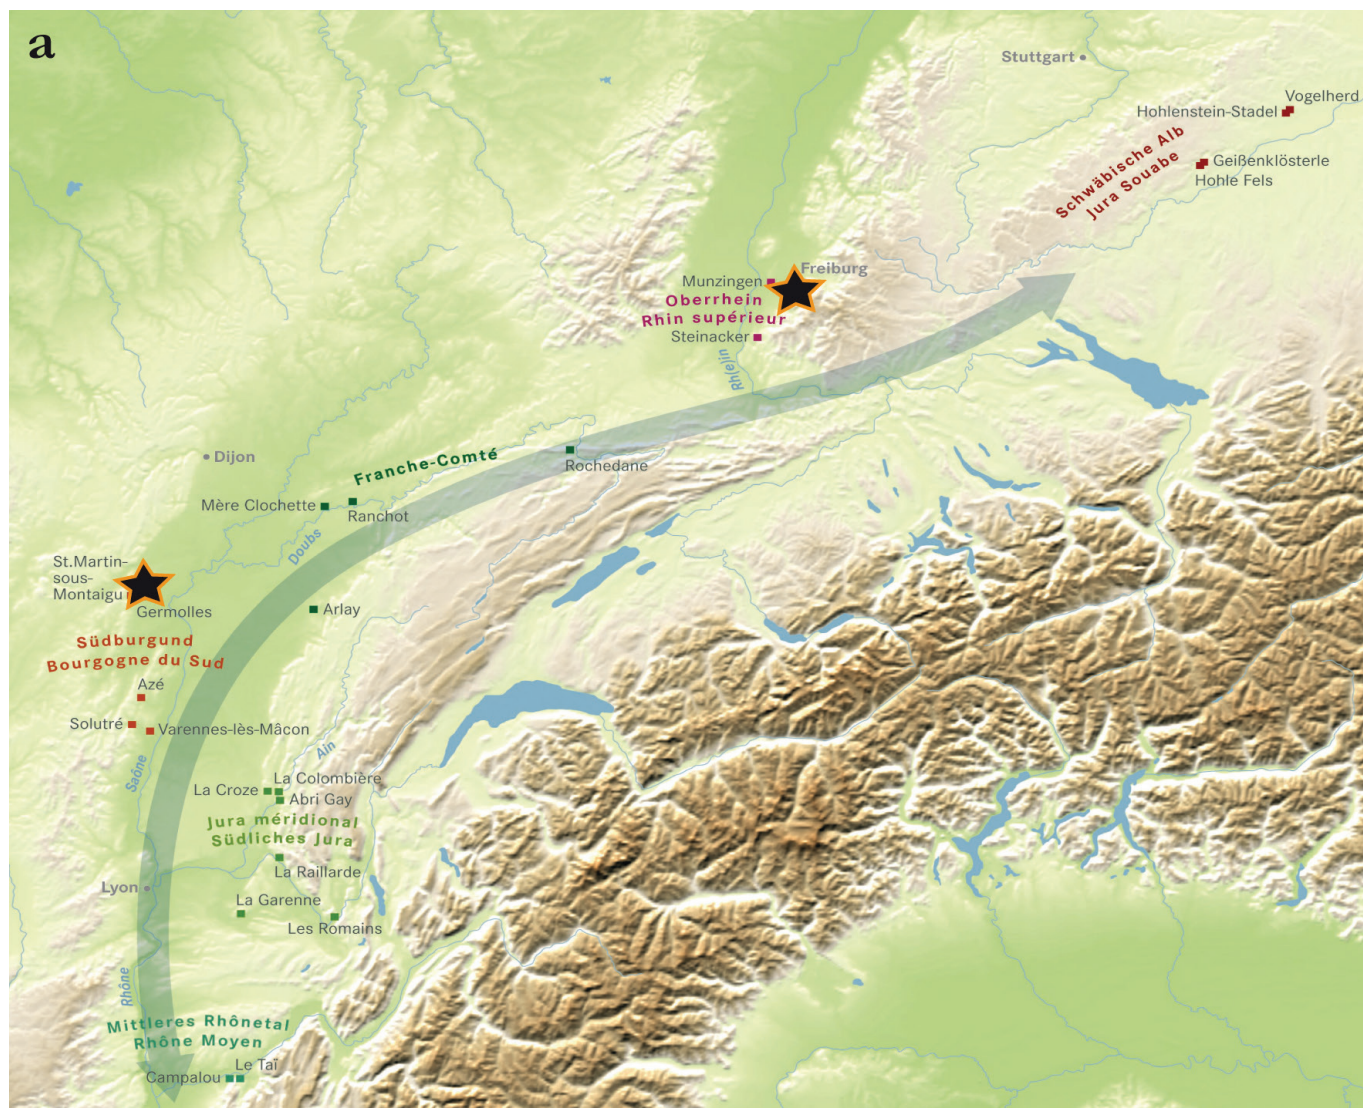 a
Stuttgart
Vogelherd
Hohlenstein-Stadel
Schwäbische Alb
Jura Souabe
Geißenklösterle
Hohle Fels
Freiburg
Munzingen
Oberrhein
Rhin supérieur
Steinacker
Rh(e)in
Dijon
Franche-Comté
Rochedane
Mère Clochette
Ranchot
Doubs
St.Martin-
sous-
Montaigu
Germolles
Arlay
Südburgund
Bourgogne du Sud
Azé
Solutré
Varennes-lès-Mâcon
Saône
Ain
La Colombière
La Croze
Abri Gay
Jura méridional
Südliches Jura
La Raillarde
Lyon
La Garenne
Les Romains
Rhône
Mittleres Rhônetal
Rhône Moyen
Le Taï
Campalou